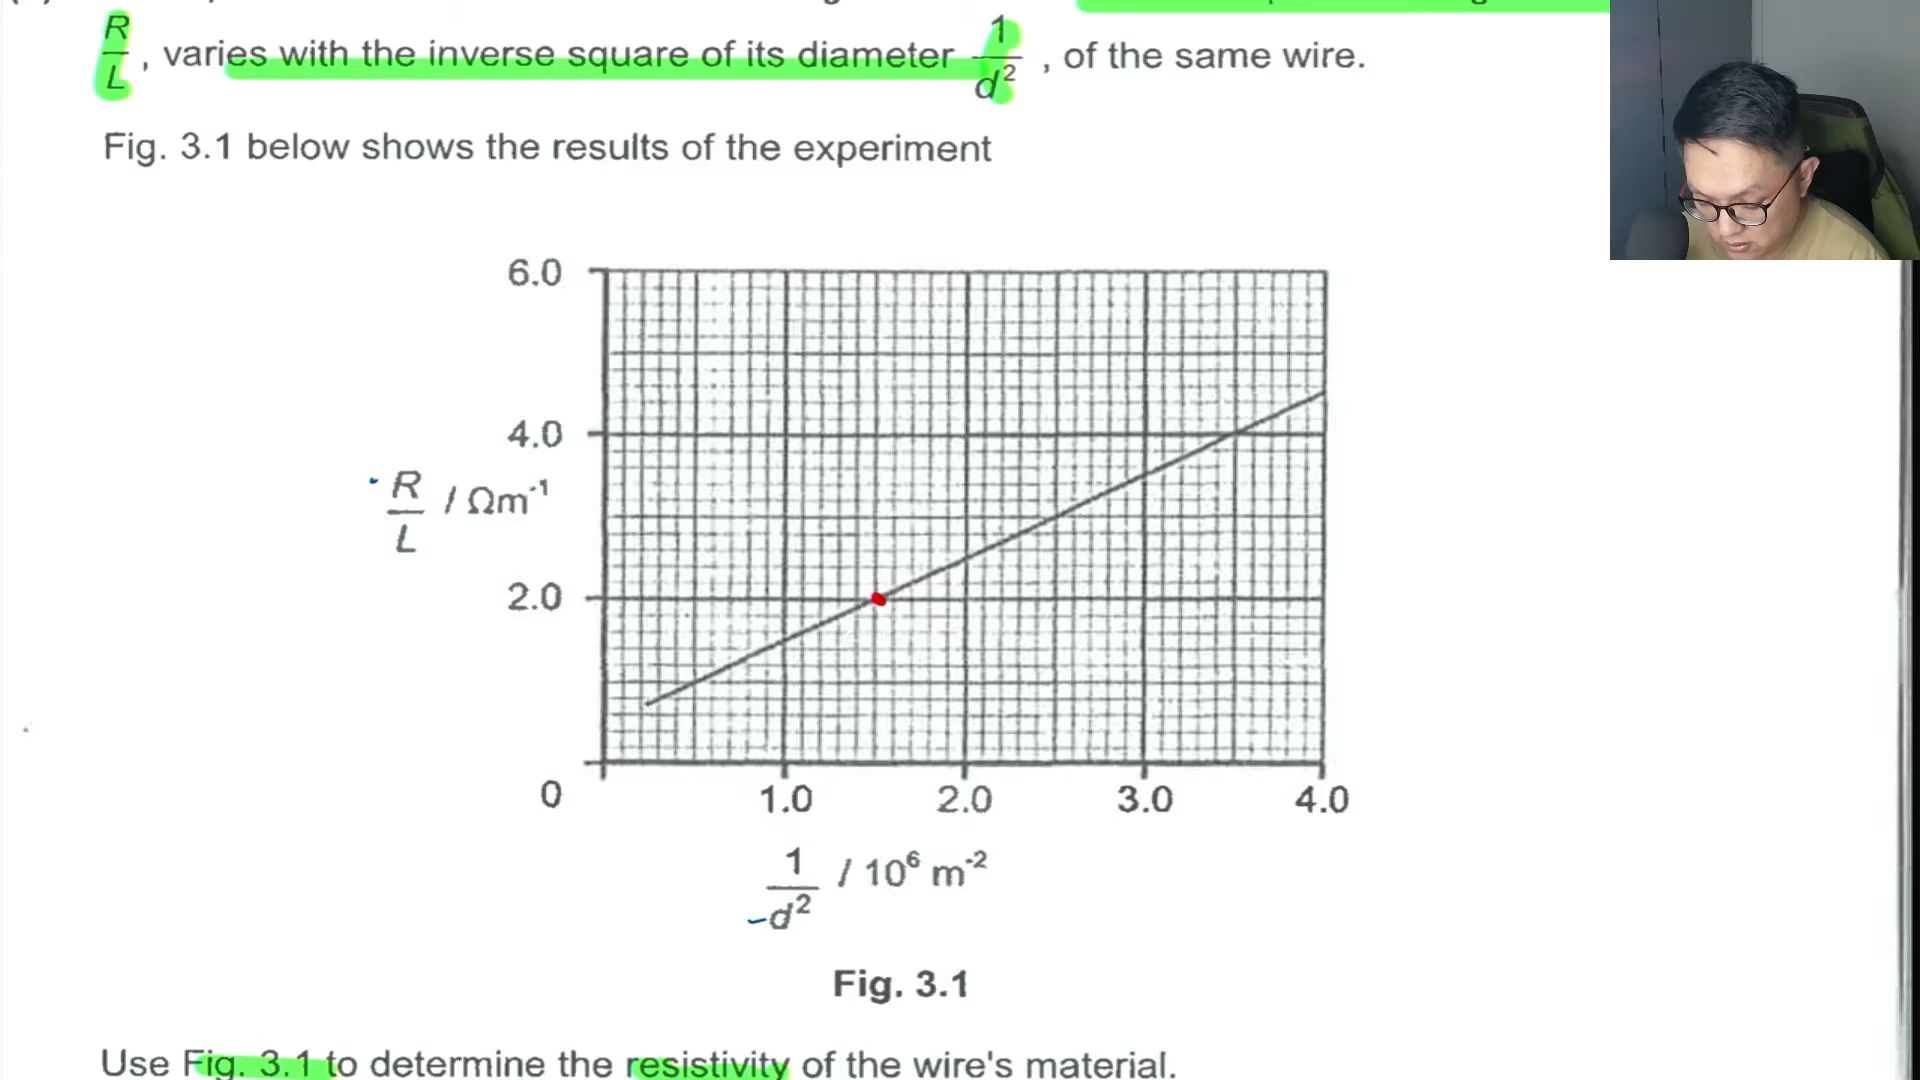 R/L , varies with the inverse square of its diameter 1/d² , of the same wire.
Fig. 3.1 below shows the results of the experiment
6.0
4.0
R/L / Ωm⁻¹
2.0
0
1.0 2.0 3.0 4.0
1/d² / 10⁶ m⁻²
Fig. 3.1
Use Fig. 3.1 to determine the resistivity of the wire's material.